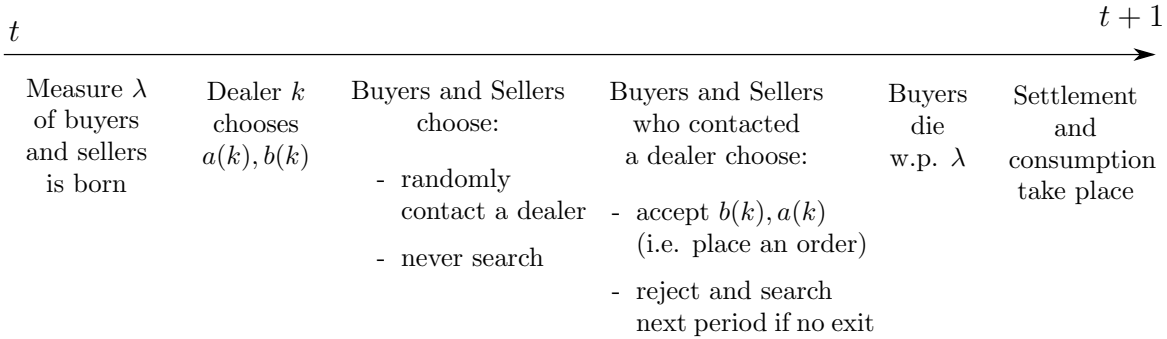 t
t + 1
Measure λ
of buyers
and sellers
is born
Dealer k
chooses
a(k), b(k)
Buyers and Sellers
choose:
- randomly
contact a dealer
- never search
Buyers and Sellers
who contacted
a dealer choose:
- accept b(k), a(k)
(i.e. place an order)
- reject and search
next period if no exit
Buyers
die
w.p. λ
Settlement
and
consumption
take place